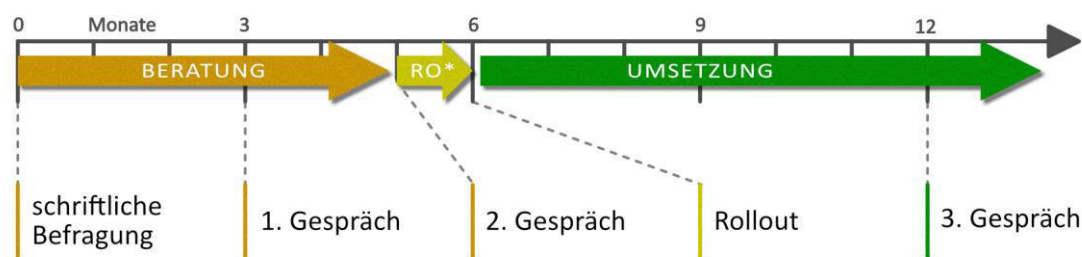 0 Monate 3 6 9 12
BERATUNG RO* UMSETZUNG
schriftliche
Befragung
1. Gespräch
2. Gespräch
Rollout
3. Gespräch